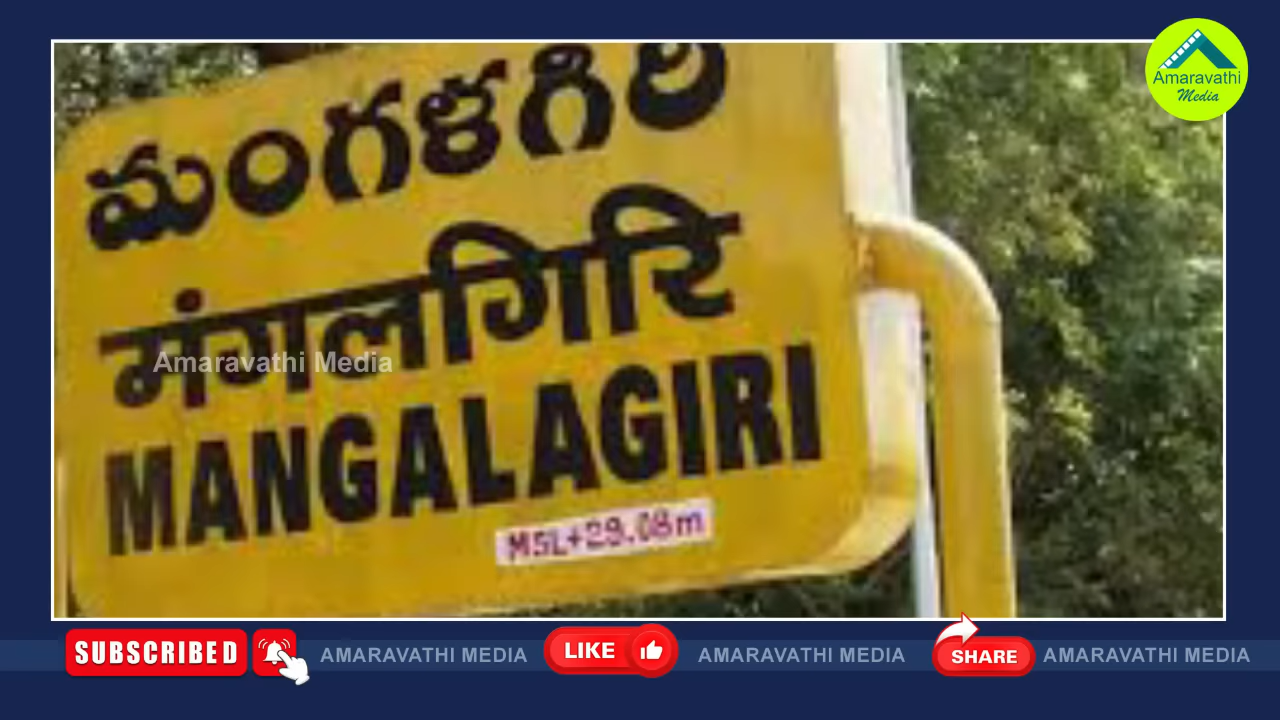 Amaravathi
Media
మంగళగిరి
मंगलगिरि
Amaravathi Media
MANGALAGIRI
MSL+29.08m
SUBSCRIBED
AMARAVATHI MEDIA
LIKE
AMARAVATHI MEDIA
SHARE
AMARAVATHI MEDIA